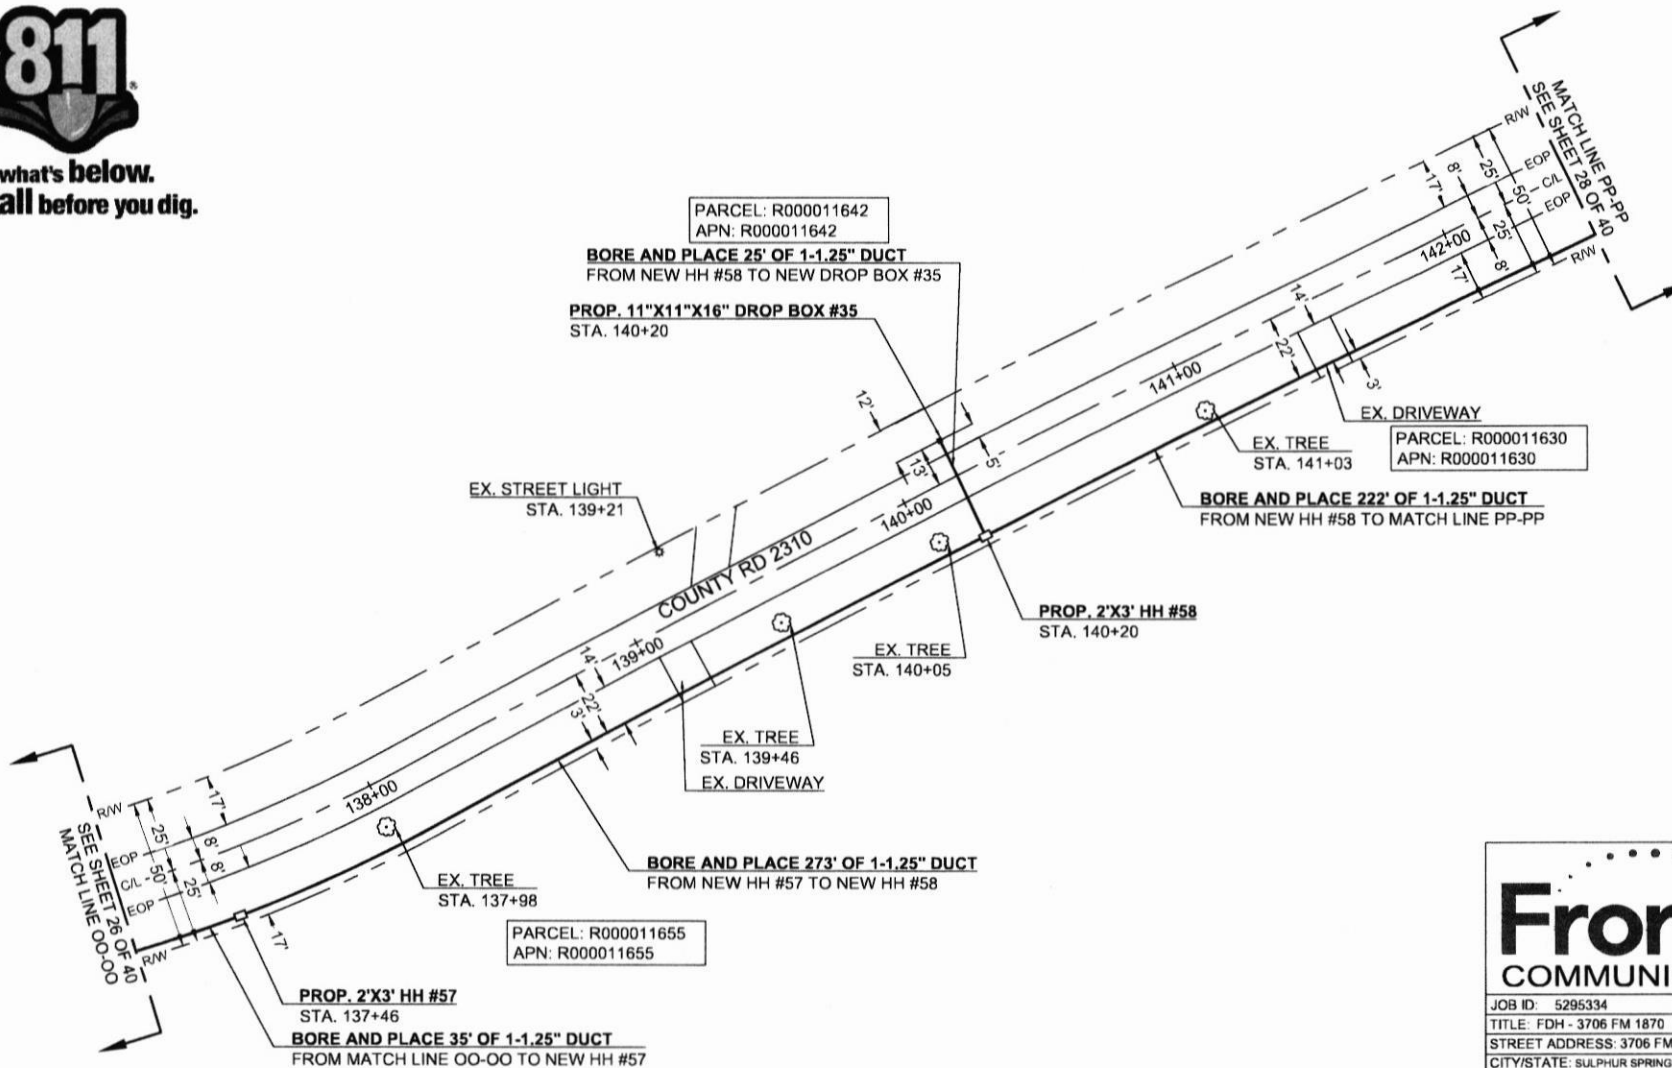 811
what's below.
all before you dig.
PARCEL: R000011642
APN: R000011642
BORE AND PLACE 25' OF 1-1.25" DUCT
FROM NEW HH #58 TO NEW DROP BOX #35
PROP. 11"X11"X16" DROP BOX #35
STA. 140+20
MATCH LINE PP-PP
SEE SHEET 28 OF 40
R/W
EOP
C/L
EOP
R/W
17'
8'
25'
50'
25'
8'
17'
142+00
14'
22'
3'
141+00
12'
13'
5'
140+00
EX. DRIVEWAY
PARCEL: R000011630
APN: R000011630
EX. TREE
STA. 141+03
BORE AND PLACE 222' OF 1-1.25" DUCT
FROM NEW HH #58 TO MATCH LINE PP-PP
EX. STREET LIGHT
STA. 139+21
COUNTY RD 2310
PROP. 2'X3' HH #58
STA. 140+20
EX. TREE
STA. 140+05
139+00
14'
22'
3'
EX. TREE
STA. 139+46
EX. DRIVEWAY
138+00
17'
R/W
EOP
C/L
EOP
R/W
25'
50'
25'
8'
8'
17'
SEE SHEET 26 OF 40
MATCH LINE OO-OO
BORE AND PLACE 273' OF 1-1.25" DUCT
FROM NEW HH #57 TO NEW HH #58
EX. TREE
STA. 137+98
PARCEL: R000011655
APN: R000011655
PROP. 2'X3' HH #57
STA. 137+46
BORE AND PLACE 35' OF 1-1.25" DUCT
FROM MATCH LINE OO-OO TO NEW HH #57
Fron
COMMUNI
JOB ID: 5295334
TITLE: FDH - 3706 FM 1870
STREET ADDRESS: 3706 FM
CITY/STATE: SULPHUR SPRING